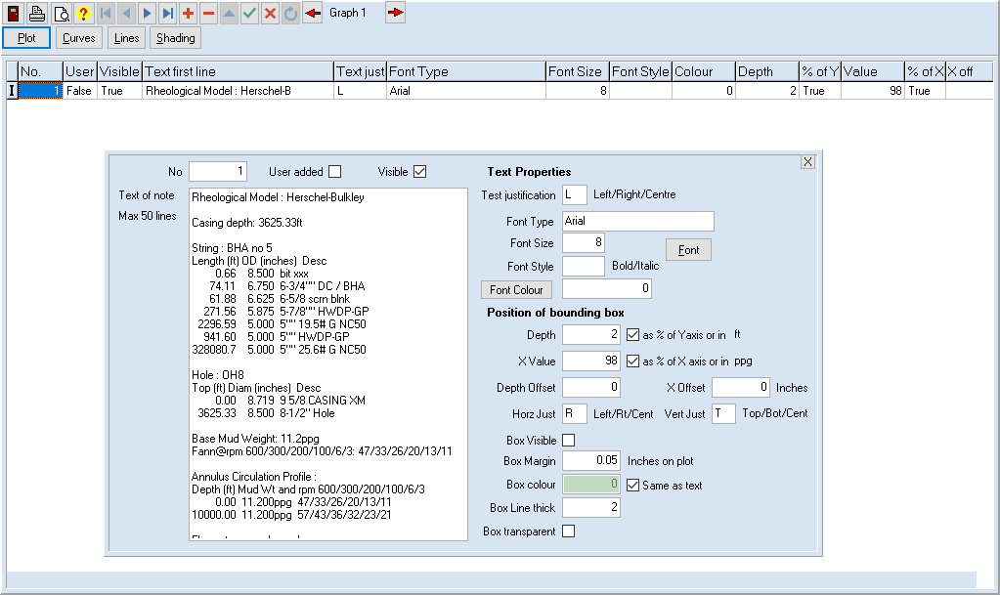 Graph 1
Plot Curves Lines Shading
No. User Visible Text first line Text just Font Type Font Size Font Style Colour Depth % of Y Value % of X X off
1 False True Rheological Model : Herschel-B L Arial 8 0 2 True 98 True
No 1 User added Visible
Text of note
Max 50 lines
Rheological Model : Herschel-Bulkley
Casing depth: 3625.33ft
String : BHA no 5
Length (ft) OD (inches) Desc
0.66 8.500 bit xxx
74.11 6.750 6-3/4"" DC / BHA
61.88 6.625 6-5/8 scrn blnk
271.56 5.875 5-7/8"" HWDP-GP
2296.59 5.000 5"" 19.5# G NC50
941.60 5.000 5"" HWDP-GP
328080.7 5.000 5"" 25.6# G NC50
Hole : OH8
Top (ft) Diam (inches) Desc
0.00 8.719 9 5/8 CASING XM
3625.33 8.500 8-1/2" Hole
Base Mud Weight: 11.2ppg
Fann@rpm 600/300/200/100/6/3: 47/33/26/20/13/11
Annulus Circulation Profile :
Depth (ft) Mud Wt and rpm 600/300/200/100/6/3
0.00 11.200ppg 47/33/26/20/13/11
10000.00 11.200ppg 57/43/36/32/23/21
Text Properties
Test justification L Left/Right/Centre
Font Type Arial
Font Size 8
Font
Font Style Bold/Italic
Font Colour 0
Position of bounding box
Depth 2 as % of Yaxis or in ft
X Value 98 as % of X axis or in ppg
Depth Offset 0 X Offset 0 Inches
Horz Just R Left/Rt/Cent Vert Just T Top/Bot/Cent
Box Visible
Box Margin 0.05 Inches on plot
Box colour 0 Same as text
Box Line thick 2
Box transparent